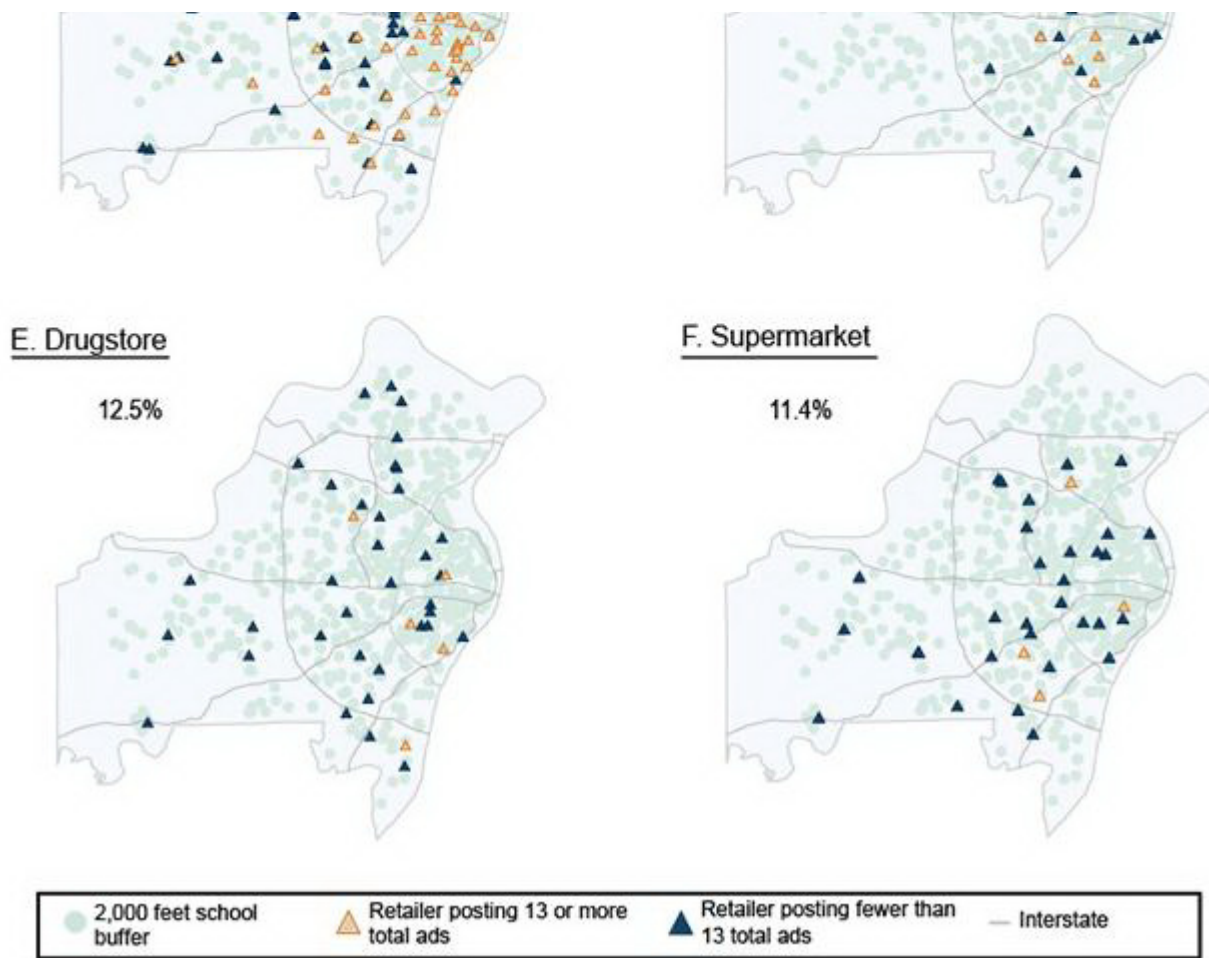 E. Drugstore
F. Supermarket
12.5%
11.4%
2,000 feet school
buffer
Retailer posting 13 or more
total ads
Retailer posting fewer than
13 total ads
Interstate